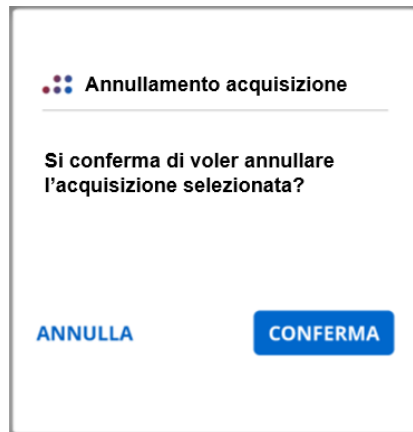 Annullamento acquisizione
Si conferma di voler annullare
l’acquisizione selezionata?
ANNULLA
CONFERMA